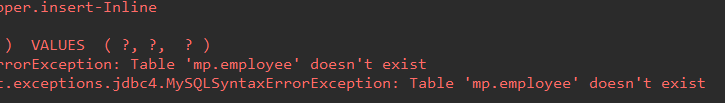 pper.insert-Inline
)  VALUES  ( ?, ?,  ? )
rrorException: Table 'mp.employee' doesn't exist
t.exceptions.jdbc4.MySQLSyntaxErrorException: Table 'mp.employee' doesn't exist